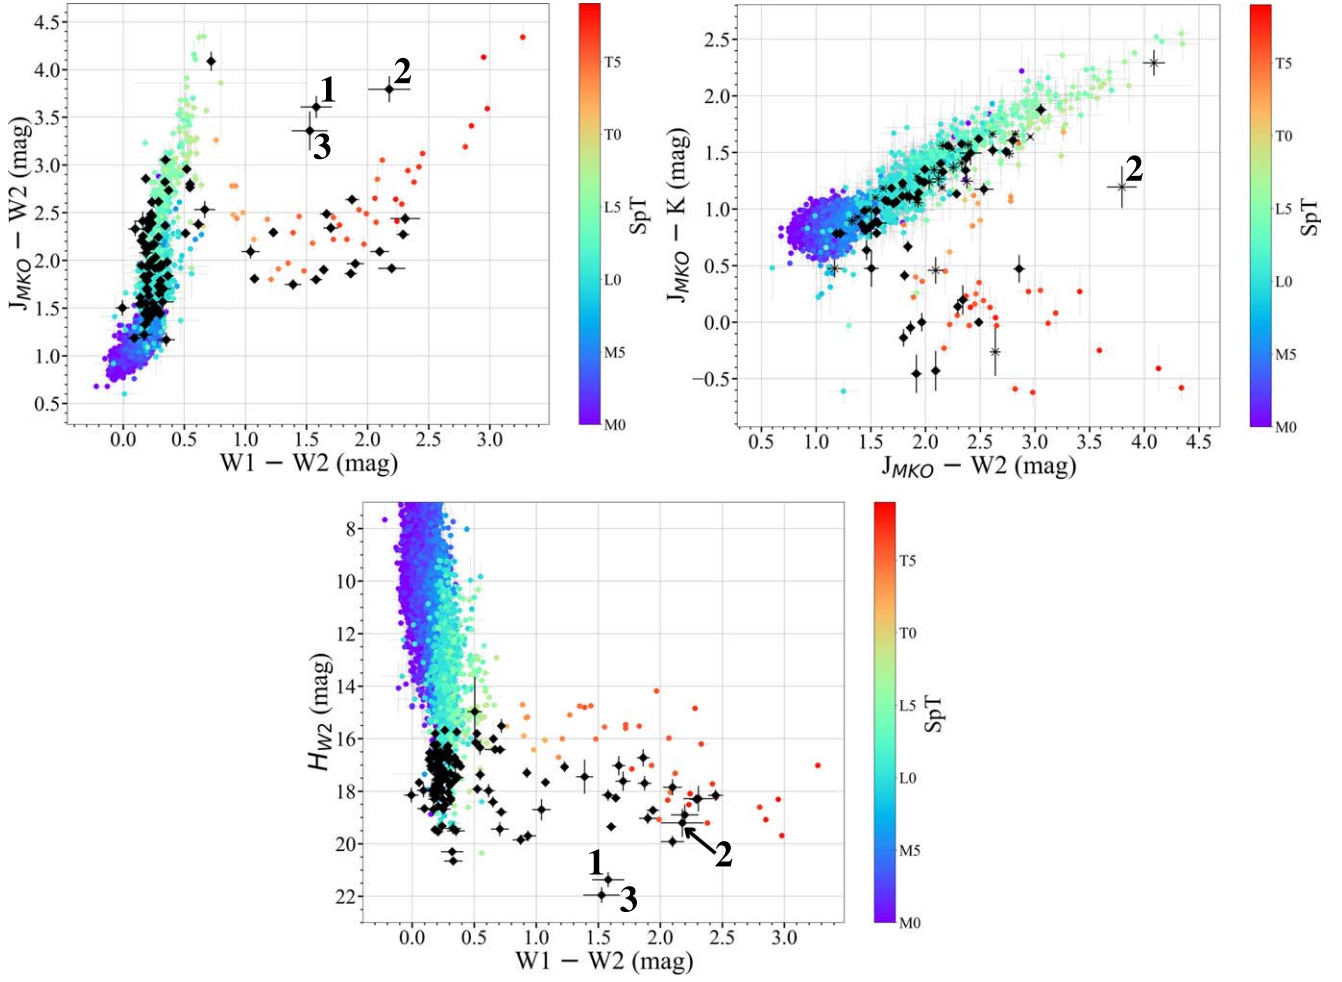 4.5
4.0
3.5
3.0
2.5
2.0
1.5
1.0
0.5
J_MKO − W2 (mag)
0.0 0.5 1.0 1.5 2.0 2.5 3.0
W1 − W2 (mag)
1
2
3
T5
T0
L5
L0
M5
M0
SpT
2.5
2.0
1.5
1.0
0.5
0.0
−0.5
J_MKO − K (mag)
0.5 1.0 1.5 2.0 2.5 3.0 3.5 4.0 4.5
J_MKO − W2 (mag)
2
T5
T0
L5
L0
M5
M0
SpT
8
10
12
14
16
18
20
22
H_W2 (mag)
0.0 0.5 1.0 1.5 2.0 2.5 3.0
W1 − W2 (mag)
1
2
3
T5
T0
L5
L0
M5
M0
SpT